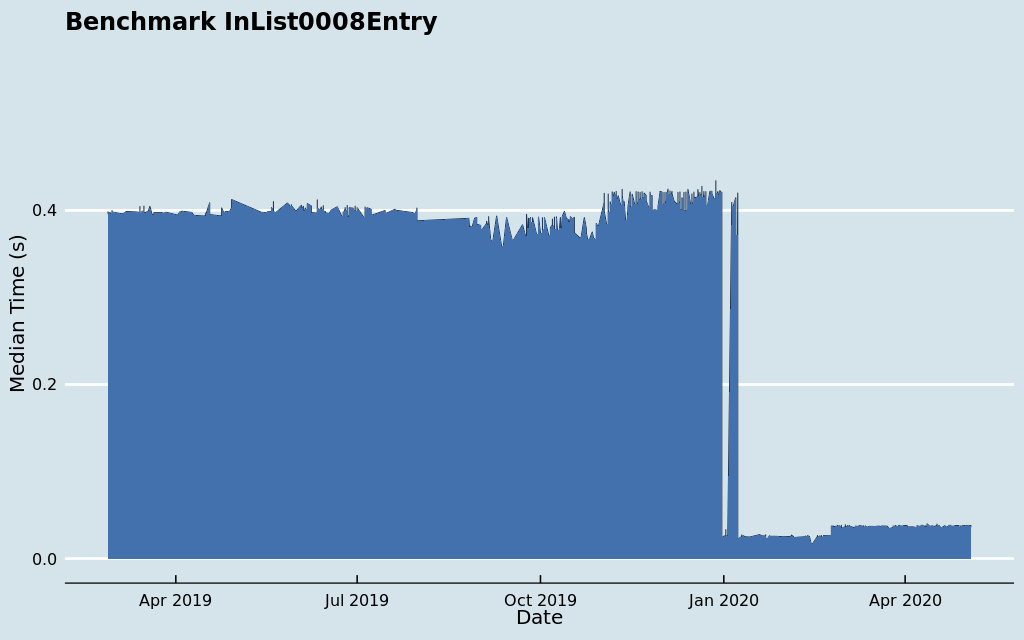 Benchmark InList0008Entry
Median Time (s)
0.4
0.2
0.0
Apr 2019
Jul 2019
Oct 2019
Jan 2020
Apr 2020
Date